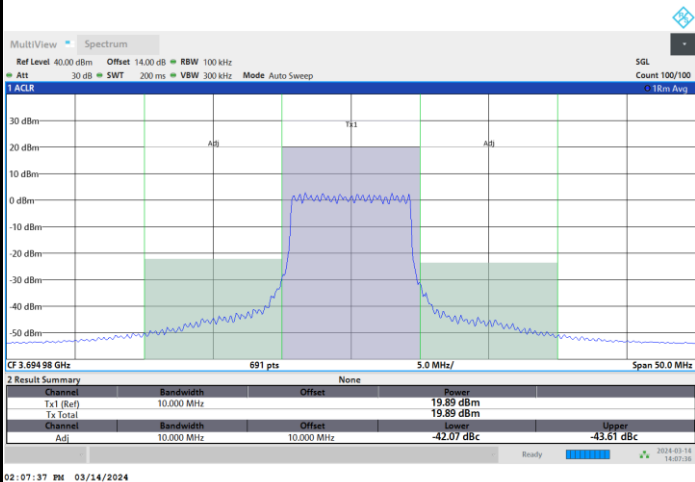 MultiView Spectrum
Ref Level 40.00 dBm Offset 14.00 dB RBW 100 kHz SGL
Att 30 dB SWT 200 ms VBW 300 kHz Mode Auto Sweep Count 100/100
1 ACLR 1Rm Avg
30 dBm
Tx1
20 dBm
Adj Adj
10 dBm
0 dBm
-10 dBm
-20 dBm
-30 dBm
-40 dBm
-50 dBm
CF 3.694 98 GHz 691 pts 5.0 MHz/ Span 50.0 MHz
2 Result Summary None
Channel Bandwidth Offset Power
Tx1 (Ref) 10.000 MHz 19.89 dBm
Tx Total 19.89 dBm
Channel Bandwidth Offset Lower Upper
Adj 10.000 MHz 10.000 MHz -42.07 dBc -43.61 dBc
Ready 2024-03-14
14:07:38
02:07:37 PM 03/14/2024